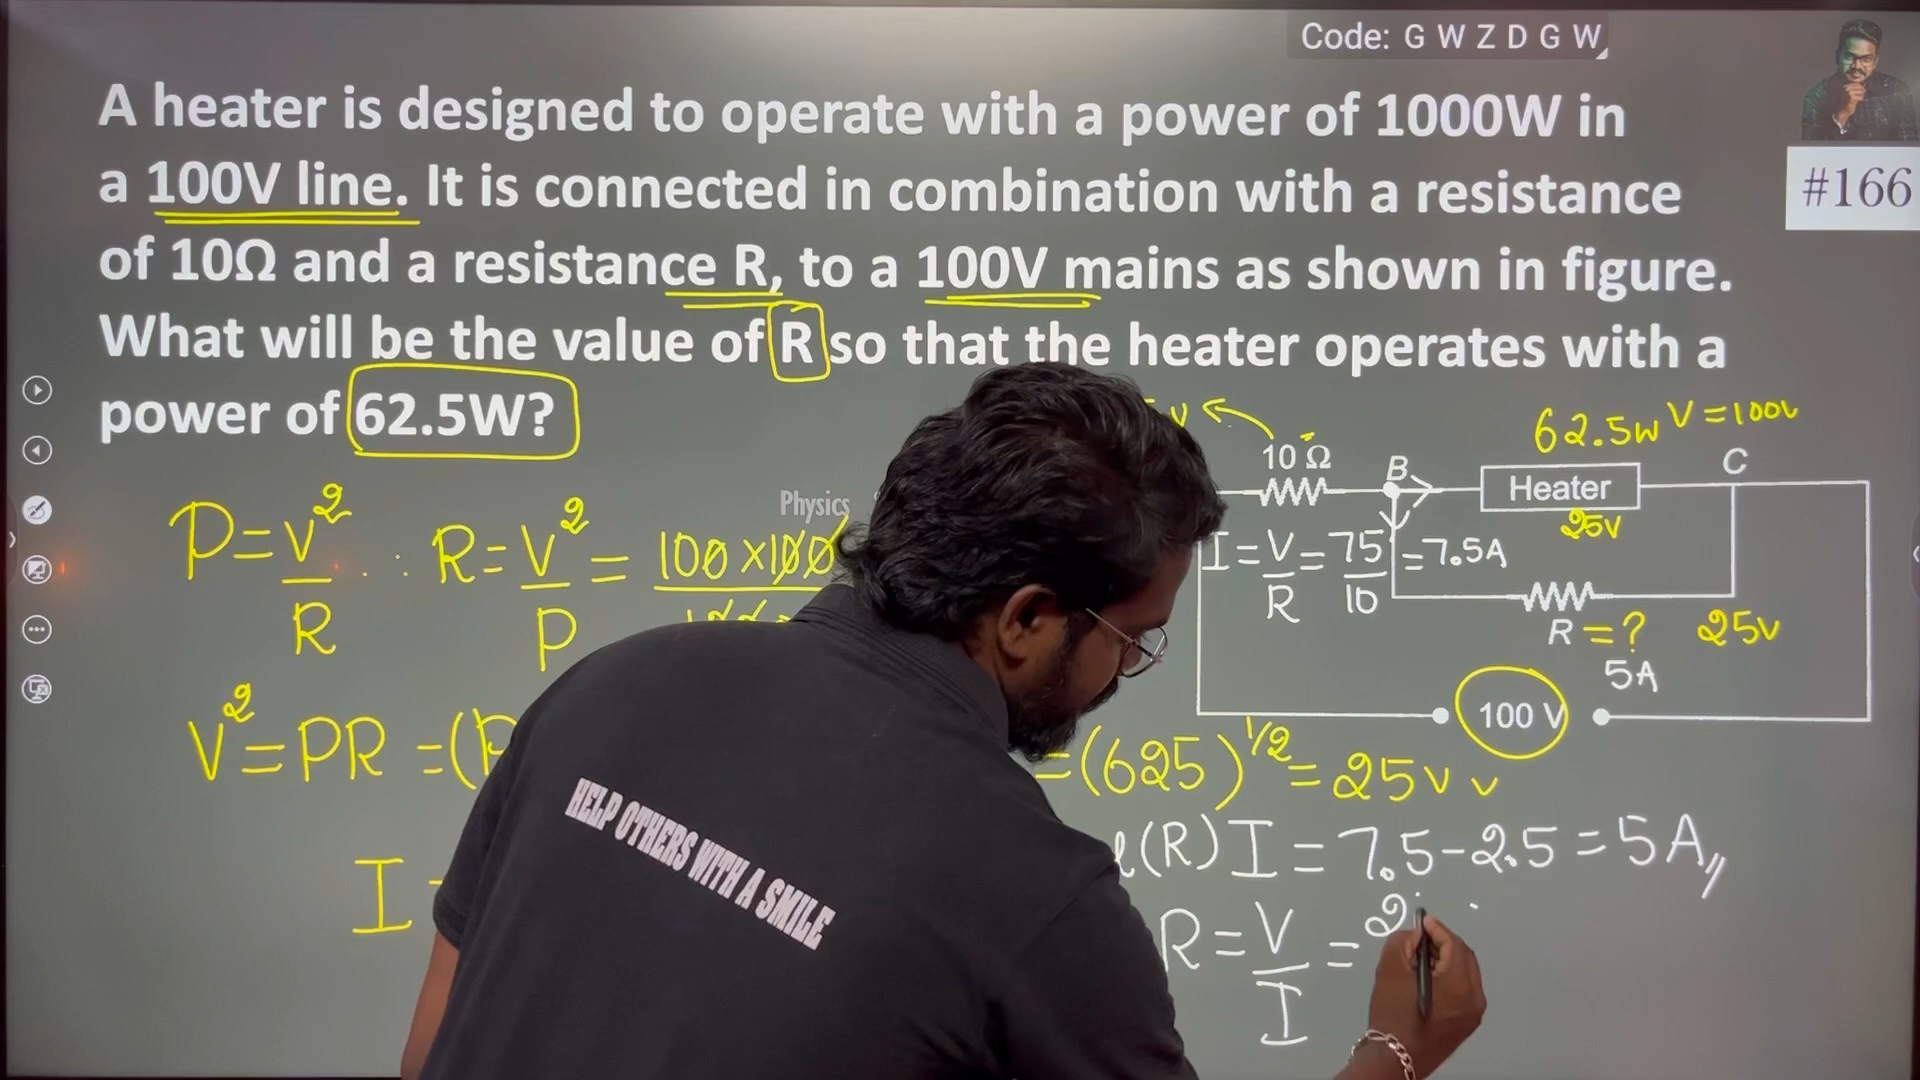 Code: G W Z D G W
A heater is designed to operate with a power of 1000W in
a 100V line. It is connected in combination with a resistance
of 10Ω and a resistance R, to a 100V mains as shown in figure.
What will be the value of R so that the heater operates with a
power of 62.5W?
#166
62.5W V=100V
10 Ω
B
Heater
C
25V
I=V/R=75/10=7.5A
R=?
25V
5A
100 V
Physics
P=V²/R
R=V²/P=100×100
V²=PR=(P
=(625)^1/2=25V
(R) I=7.5-2.5=5A
I
R=V/I=2
HELP OTHERS WITH A SMILE